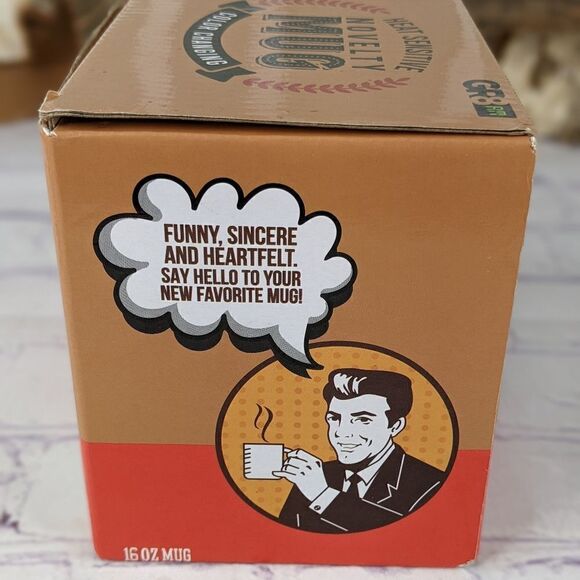 HEAT SENSITIVE
NOVELTY
MUG
COLOR CHANGING
FUNNY, SINCERE
AND HEARTFELT.
SAY HELLO TO YOUR
NEW FAVORITE MUG!
16 OZ MUG